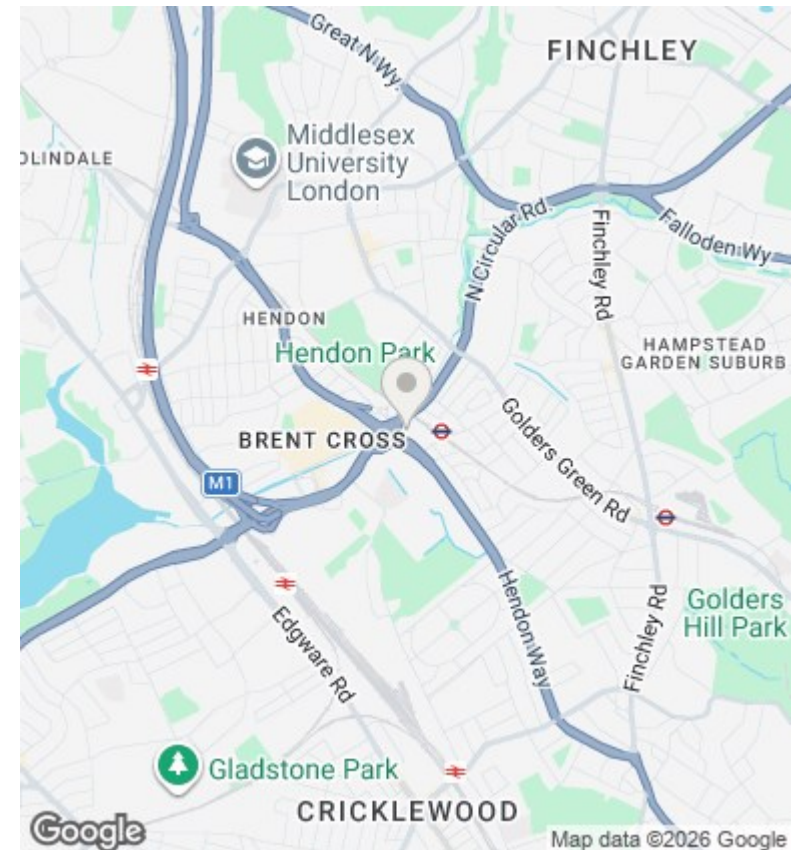 Great N Wy.
FINCHLEY
Middlesex
University
London
OLINDALE
N Circular Rd.
Finchley Rd
Falloden Wy
HENDON
Hendon Park
HAMPSTEAD
GARDEN SUBURB
BRENT CROSS
Golders Green Rd
M1
Hendon Way
Golders
Hill Park
Edgware Rd
Finchley Rd
Gladstone Park
CRICKLEWOOD
Google
Map data ©2026 Google